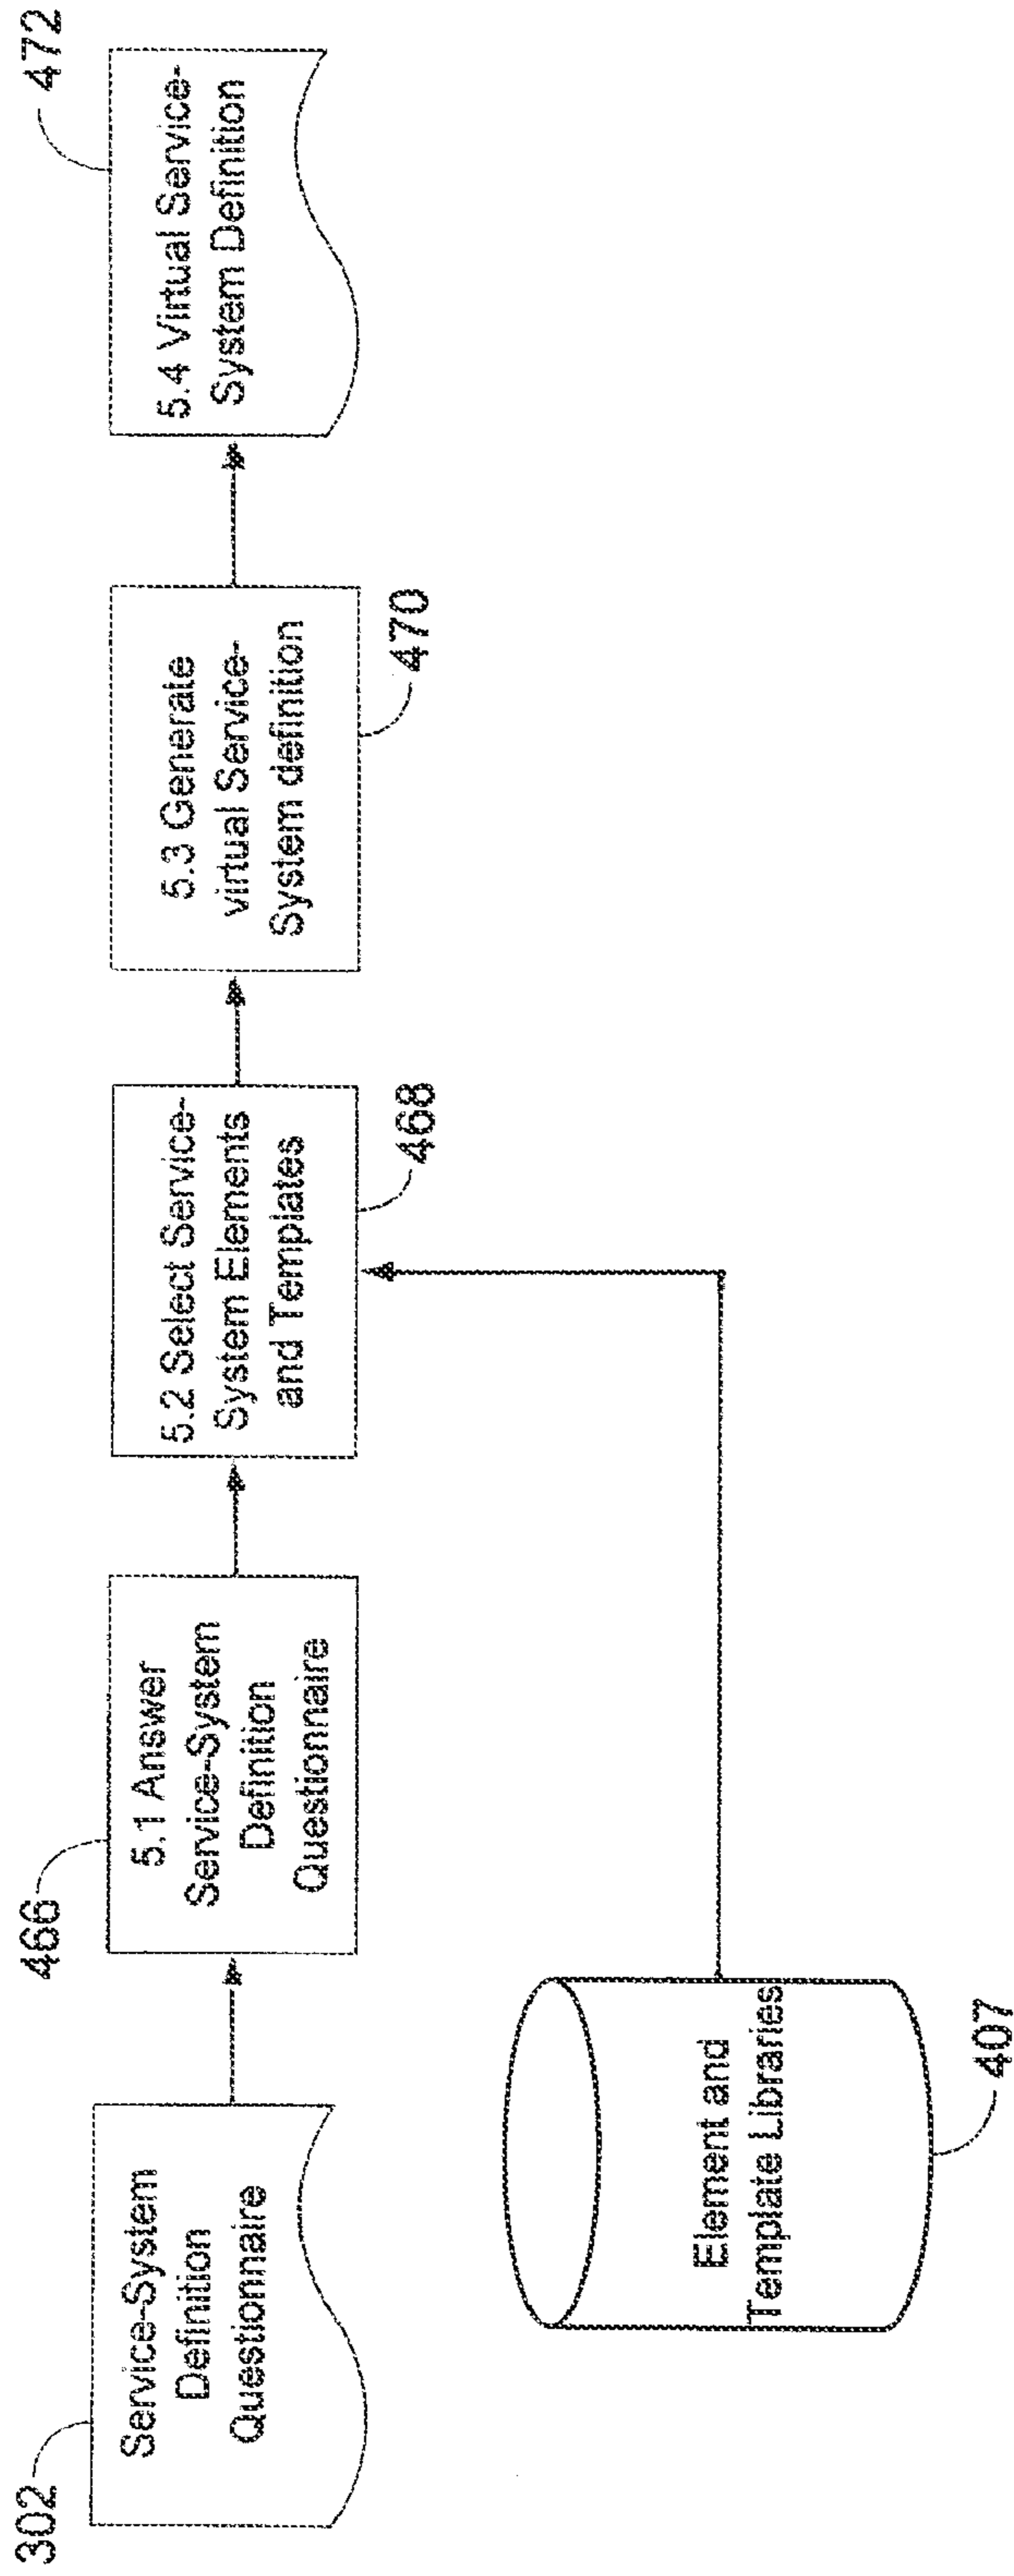 302
Service-System
Definition
Questionnaire
466
5.1 Answer
Service-System
Definition
Questionnaire
5.2 Select Service-
System Elements
and Templates
468
5.3 Generate
virtual Service-
System definition
470
472
5.4 Virtual Service-
System Definition
Element and
Template Libraries
407